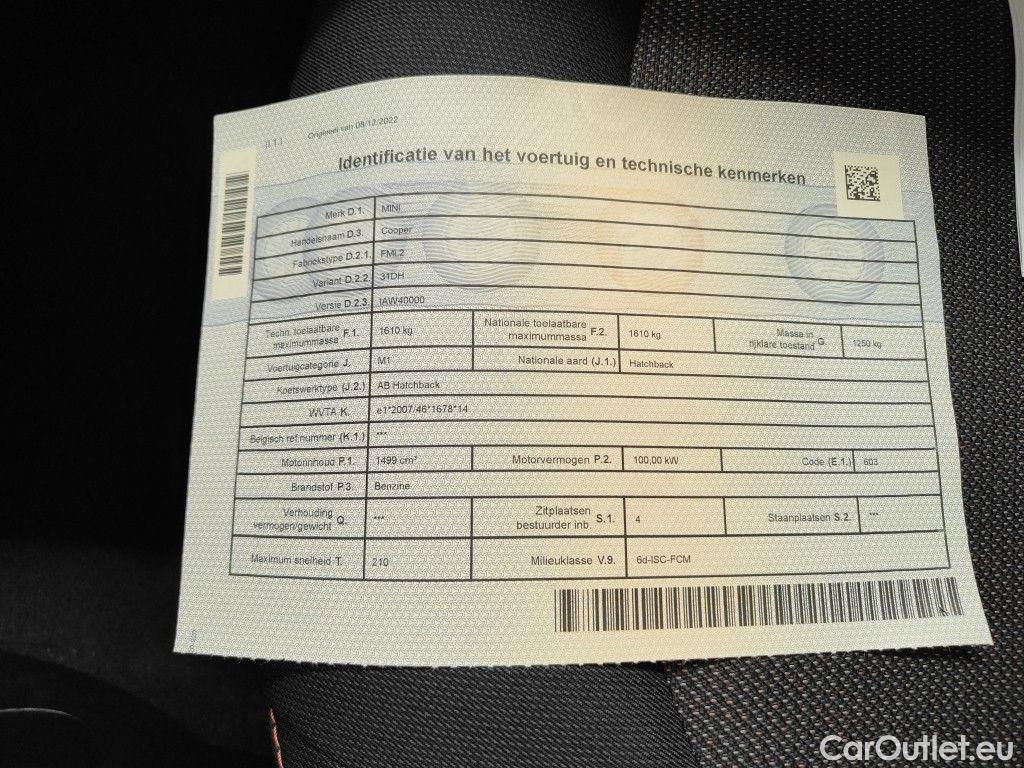 (I.1.)
Origineel van 08/12/2022
Identificatie van het voertuig en technische kenmerken
Merk D.1. MINI
Handelsnaam D.3. Cooper
Fabriekstype D.2.1. FML2
Variant D.2.2. 31DH
Versie D.2.3. IAW40000
Techn. toelaatbare maximummassa F.1. 1610 kg Nationale toelaatbare maximummassa F.2. 1610 kg Massa in rijklare toestand G. 1250 kg
Voertuigcategorie J. M1 Nationale aard (J.1.) Hatchback
Koetswerktype (J.2.) AB Hatchback
WVTA K. e1*2007/46*1678*14
Belgisch ref.nummer (K.1.) ***
Motorinhoud P.1. 1499 cm³ Motorvermogen P.2. 100,00 kW Code (E.1.) 603
Brandstof P.3. Benzine
Verhouding vermogen/gewicht Q. *** Zitplaatsen bestuurder inb. S.1. 4 Staanplaatsen S.2. ***
Maximum snelheid T. 210 Milieuklasse V.9. 6d-ISC-FCM
CarOutlet.eu